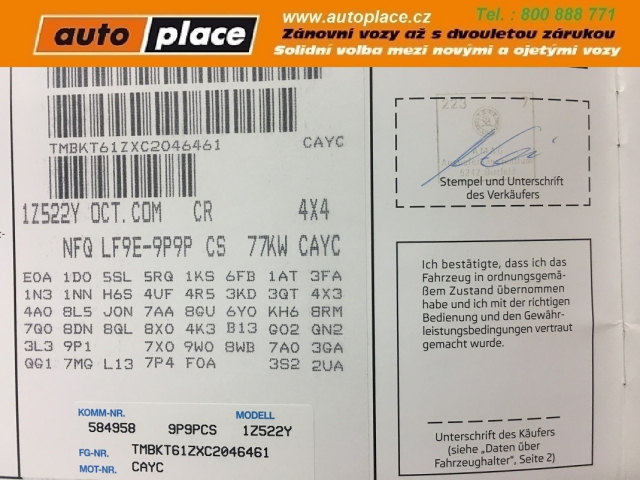 auto place
www.autoplace.cz
Tel. : 800 888 771
Zánovní vozy až s dvouletou zárukou
Solidní volba mezi novými a ojetými vozy
TMBKT61ZXC2046461 CAYC
1Z522Y OCT.COM CR 4X4
NFQ LF9E-9P9P CS 77KW CAYC
E0A 1D0 5SL 5RQ 1KS 6FB 1AT 3FA
1N3 1NN H6S 4UF 4R5 3KD 3QT 4X3
4A0 8L5 J0N 7AA 8GU 6Y0 KH6 8RM
7Q0 8DN 8QL 8X0 4K3 B13 G02 QN2
3L3 9P1 7X0 9W0 8WB 7A0 3GA
QG1 7MG L13 7P4 F0A 3S2 2UA
KOMM-NR. MODELL
584958 9P9PCS 1Z522Y
FG-NR. TMBKT61ZXC2046461
MOT-NR. CAYC
223 7
Stempel und Unterschrift
des Verkäufers
Ich bestätige, dass ich das
Fahrzeug in ordnungsgemä-
ßem Zustand übernommen
habe und ich mit der richtigen
Bedienung und den Gewähr-
leistungsbedingungen vertraut
gemacht wurde.
Unterschrift des Käufers
(siehe „Daten über
Fahrzeughalter", Seite 2)